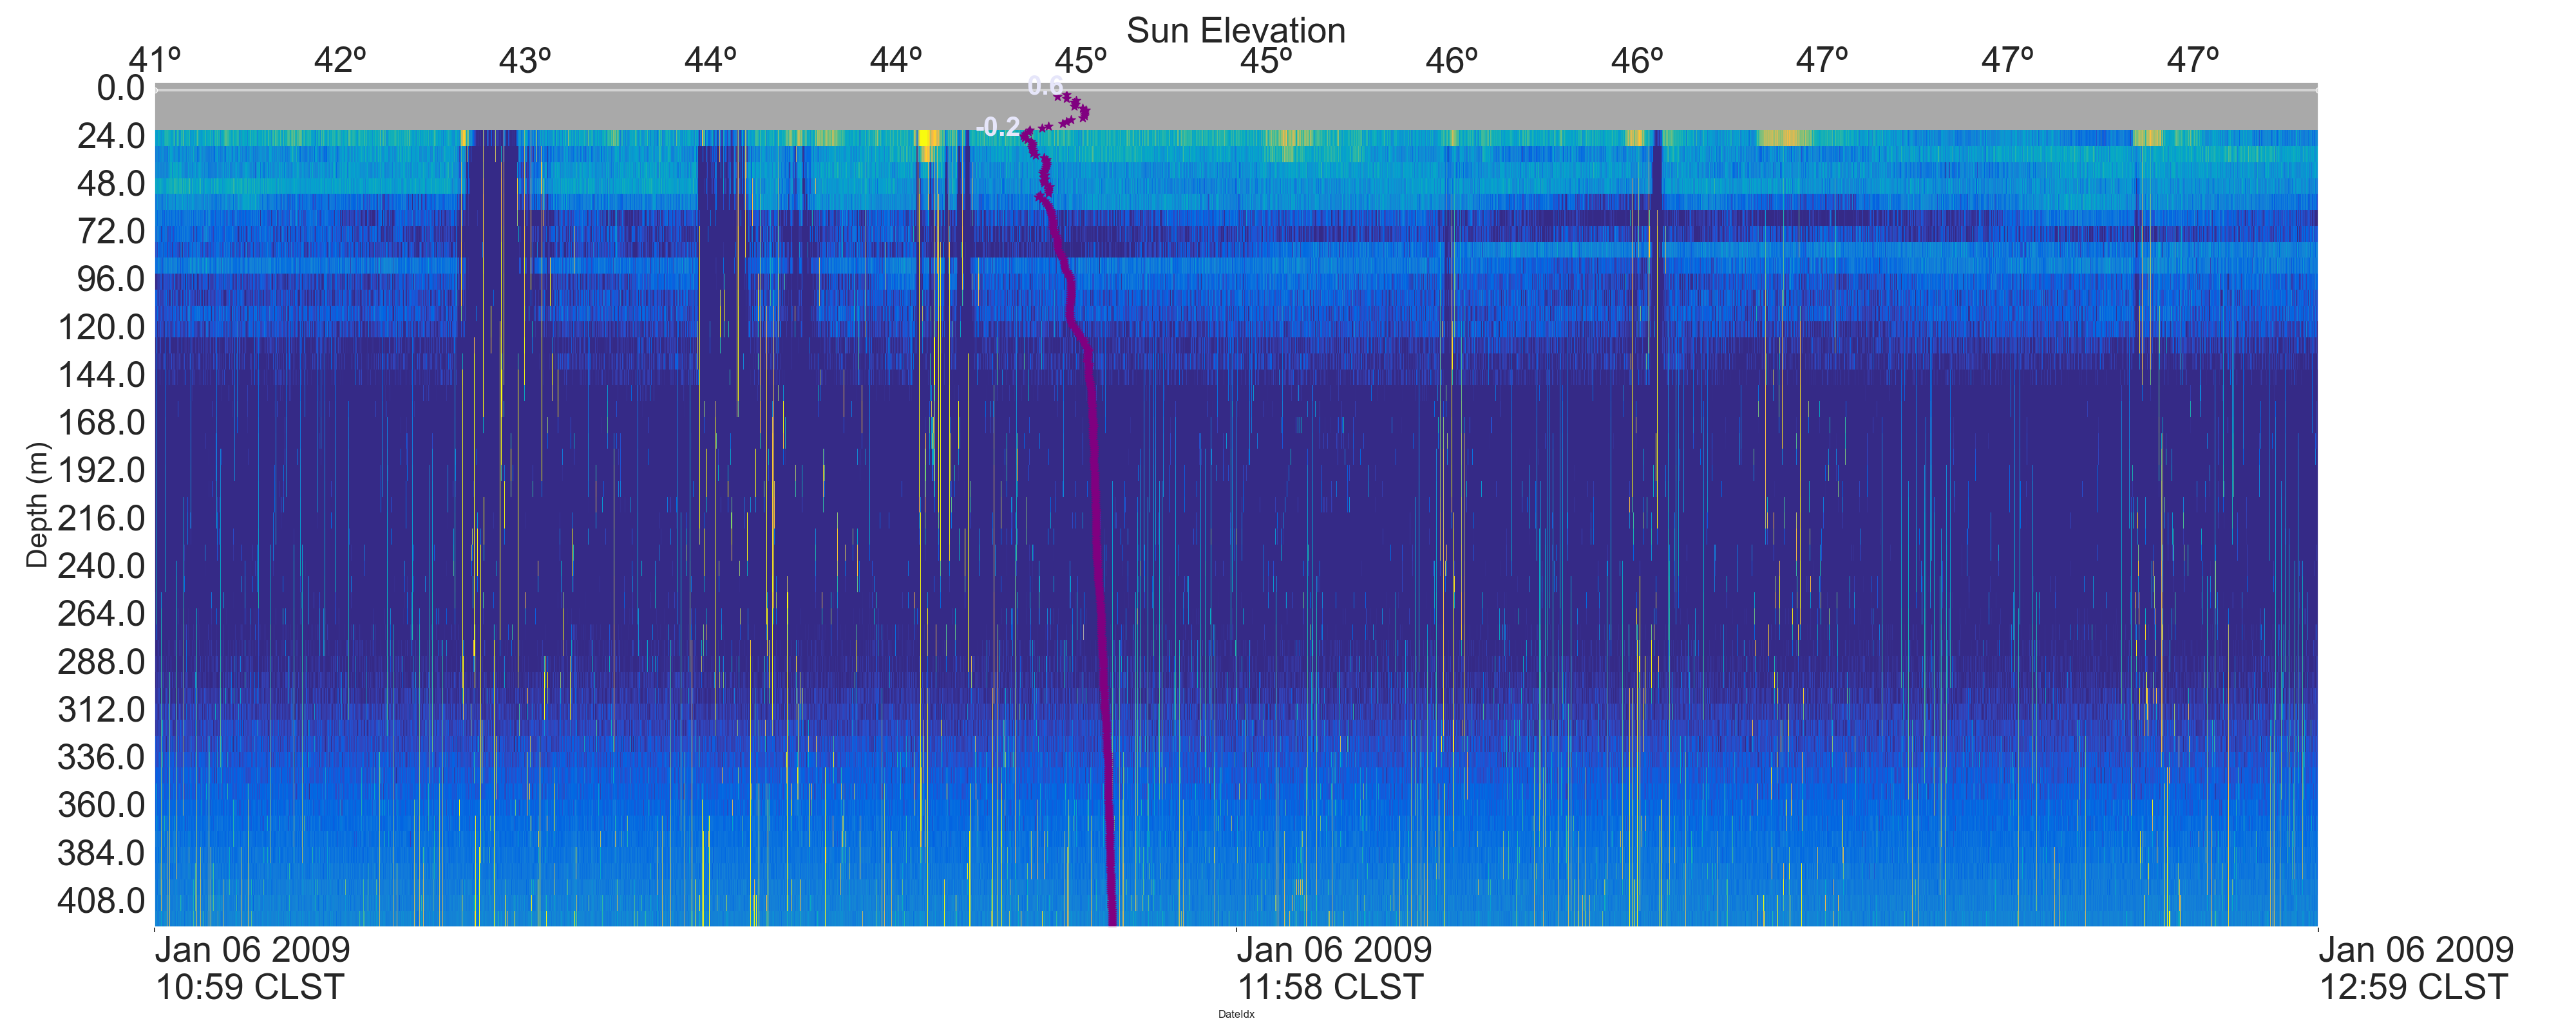 Sun Elevation
41º 42º 43º 44º 44º 45º 45º 46º 46º 47º 47º 47º
0.6
-0.2
0.0
24.0
48.0
72.0
96.0
120.0
144.0
168.0
192.0
216.0
240.0
264.0
288.0
312.0
336.0
360.0
384.0
408.0
Depth (m)
Jan 06 2009
10:59 CLST
Jan 06 2009
11:58 CLST
Jan 06 2009
12:59 CLST
DateIdx